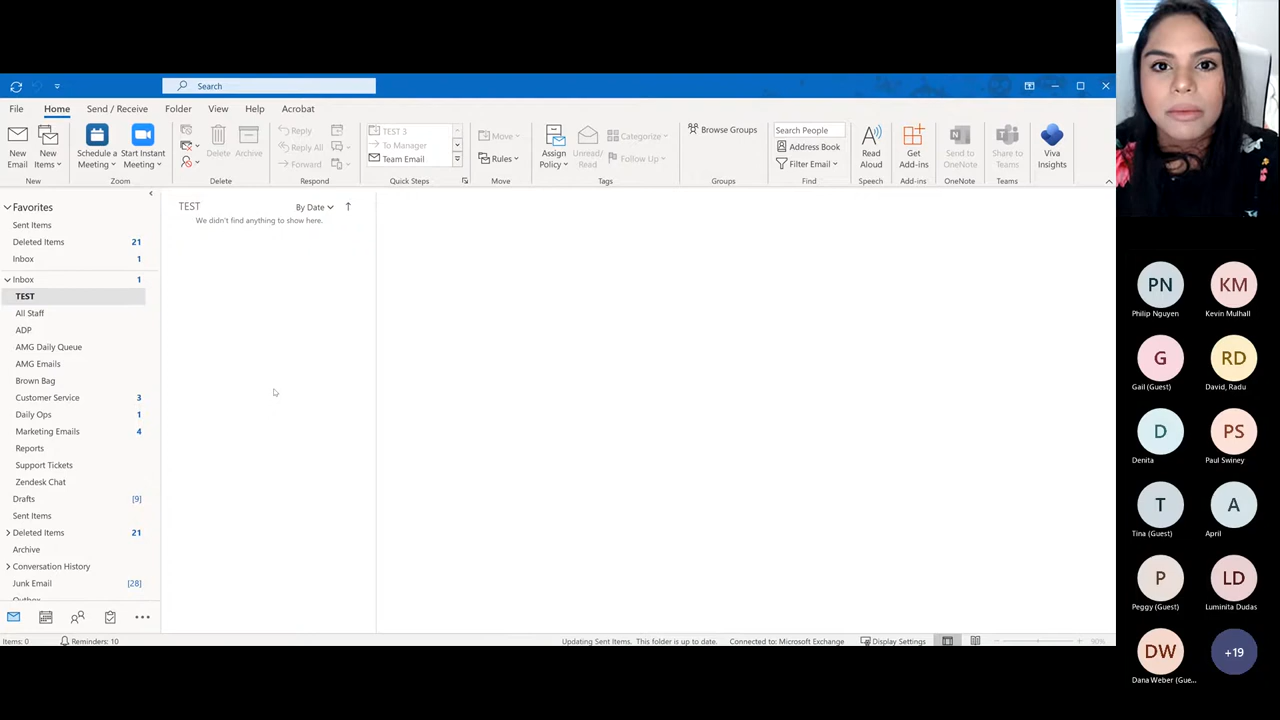 Search
File Home Send / Receive Folder View Help Acrobat
New Email
New Items
Schedule a Meeting
Start Instant Meeting
Delete
Archive
Reply
Reply All
Forward
TEST 3
To Manager
Team Email
Move
Rules
Assign Policy
Unread/ Read
Categorize
Follow Up
Browse Groups
Search People
Address Book
Filter Email
Read Aloud
Get Add-ins
Send to OneNote
Share to Teams
Viva Insights
New Zoom Delete Respond Quick Steps Move Tags Groups Find Speech Add-ins OneNote Teams
Favorites
Sent Items
Deleted Items 21
Inbox 1
Inbox 1
TEST
All Staff
ADP
AMG Daily Queue
AMG Emails
Brown Bag
Customer Service 3
Daily Ops 1
Marketing Emails 4
Reports
Support Tickets
Zendesk Chat
Drafts [9]
Sent Items
Deleted Items 21
Archive
Conversation History
Junk Email [28]
TEST By Date
We didn't find anything to show here.
Items: 0 Reminders: 10 Updating Sent Items. This folder is up to date. Connected to: Microsoft Exchange Display Settings 90%
PN KM
Philip Nguyen Kevin Mulhall
G RD
Gail (Guest) David, Radu
D PS
Denita Paul Swiney
T A
Tina (Guest) April
P LD
Peggy (Guest) Luminita Dudas
DW +19
Dana Weber (Gue...